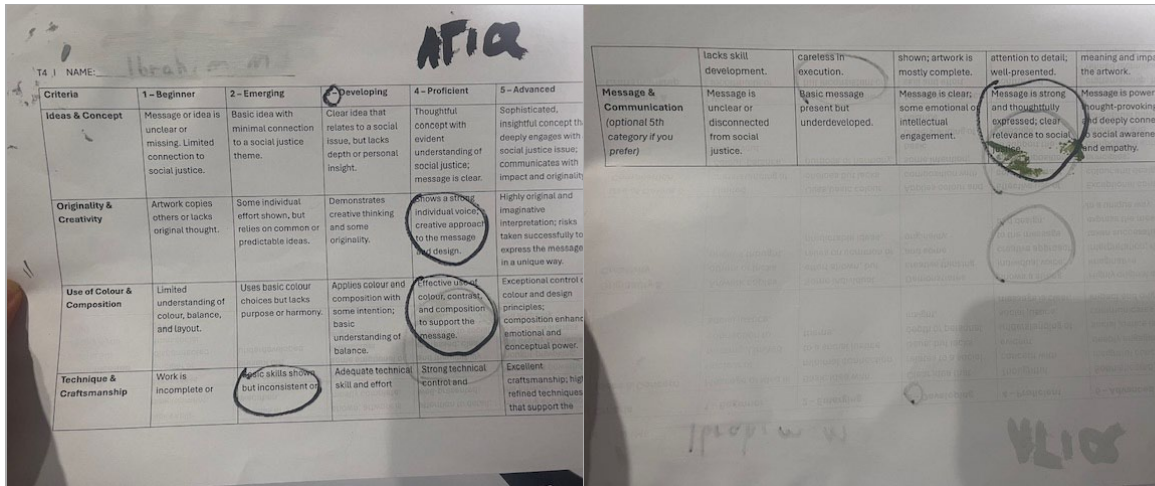 ATIQ
T4 | NAME: Ibrahim M
Criteria
1 – Beginner
2 – Emerging
3 – Developing
4 – Proficient
5 – Advanced
Ideas & Concept
Message or idea is
unclear or
missing. Limited
connection to
social justice.
Basic idea with
minimal connection
to a social justice
theme.
Clear idea that
relates to a social
issue, but lacks
depth or personal
insight.
Thoughtful
concept with
evident
understanding of
social justice;
message is clear.
Sophisticated,
insightful concept th
deeply engages with
social justice issue;
communicates with
impact and originality
Originality &
Creativity
Artwork copies
others or lacks
original thought.
Some individual
effort shown, but
relies on common or
predictable ideas.
Demonstrates
creative thinking
and some
originality.
Shows a strong
individual voice;
creative approach
to the message
and design.
Highly original and
imaginative
interpretation; risks
taken successfully to
express the message
in a unique way.
Use of Colour &
Composition
Limited
understanding of
colour, balance,
and layout.
Uses basic colour
choices but lacks
purpose or harmony.
Applies colour and
composition with
some intention;
basic
understanding of
balance.
Effective use of
colour, contrast,
and composition
to support the
message.
Exceptional control o
colour and design
principles;
composition enhanc
emotional and
conceptual power.
Technique &
Craftsmanship
Work is
incomplete or
Basic skills shown
but inconsistent or
Adequate technical
skill and effort
Strong technical
control and
Excellent
craftsmanship; high
refined techniques
that support the
lacks skill
development.
careless in
execution.
shown; artwork is
mostly complete.
attention to detail;
well-presented.
meaning and impa
the artwork.
Message &
Communication
(optional 5th
category if you
prefer)
Message is
unclear or
disconnected
from social
justice.
Basic message
present but
underdeveloped.
Message is clear;
some emotional or
intellectual
engagement.
Message is strong
and thoughtfully
expressed; clear
relevance to social
justice.
Message is power
thought-provoking
and deeply conne
to social awarene
and empathy.